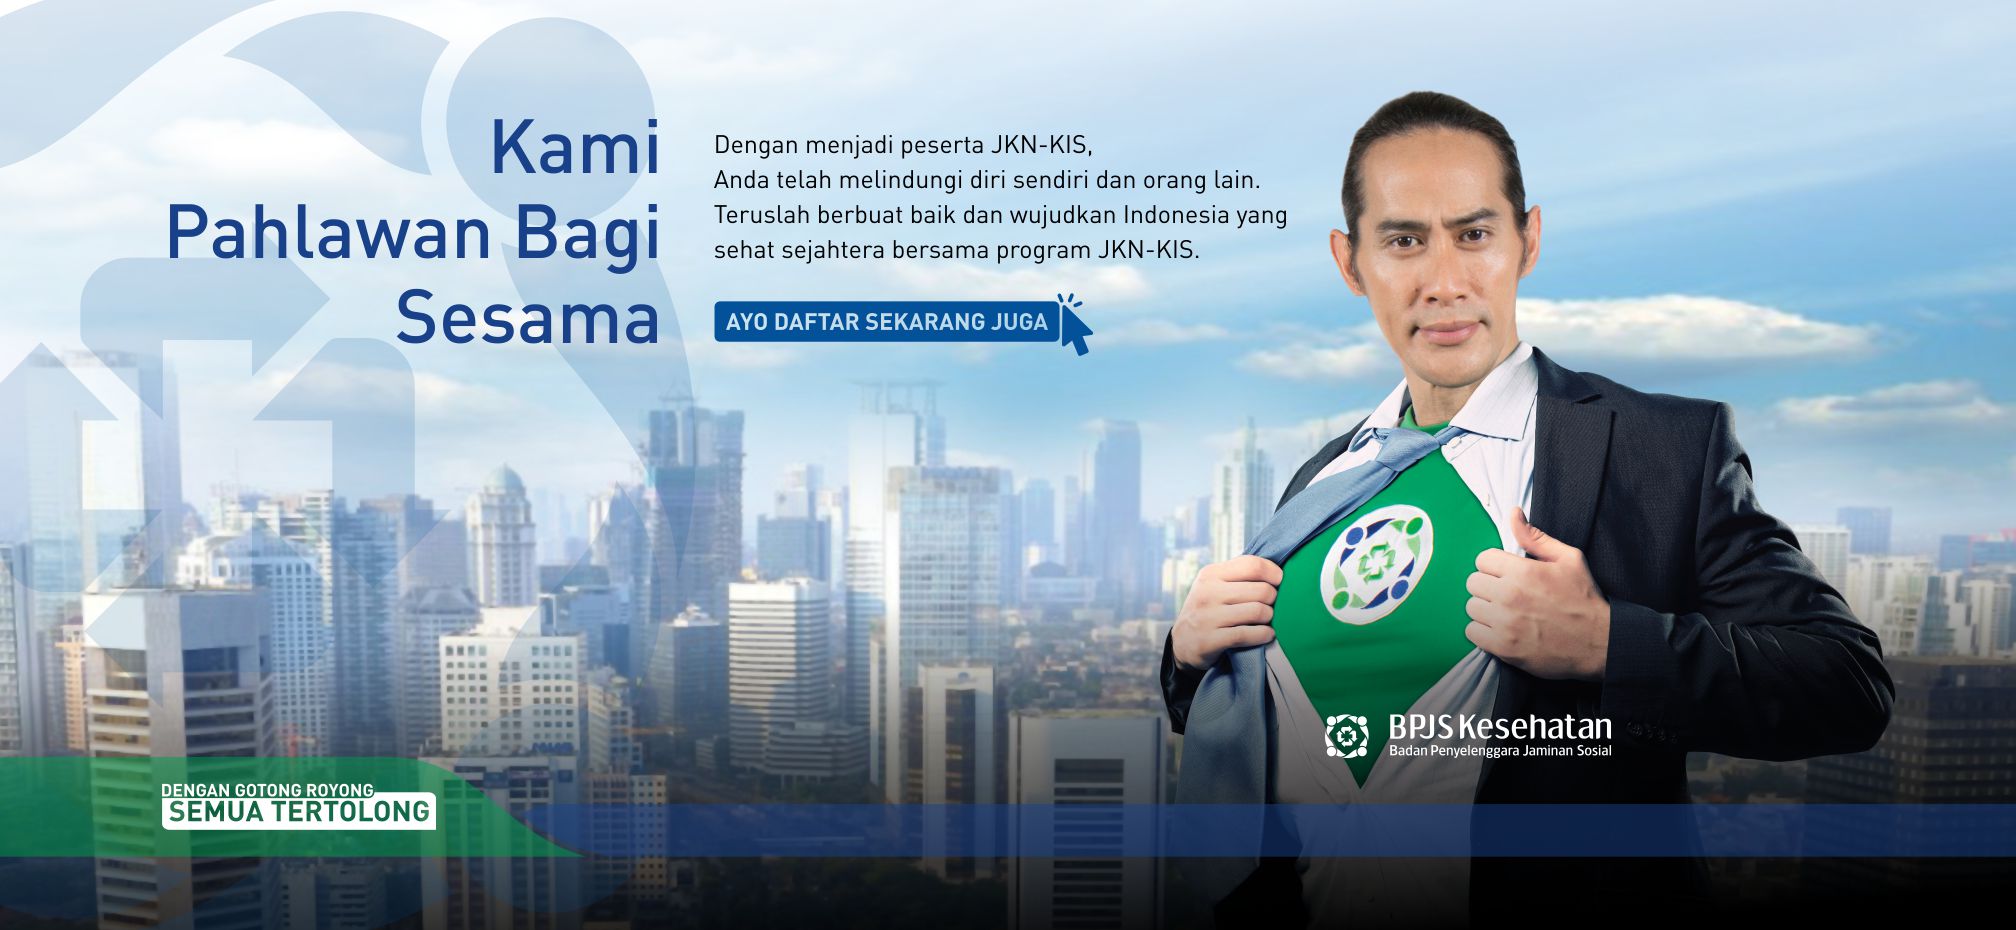 Kami
Pahlawan Bagi
Sesama
Dengan menjadi peserta JKN-KIS,
Anda telah melindungi diri sendiri dan orang lain.
Teruslah berbuat baik dan wujudkan Indonesia yang
sehat sejahtera bersama program JKN-KIS.
AYO DAFTAR SEKARANG JUGA
BPJS Kesehatan
Badan Penyelenggara Jaminan Sosial
DENGAN GOTONG ROYONG
SEMUA TERTOLONG